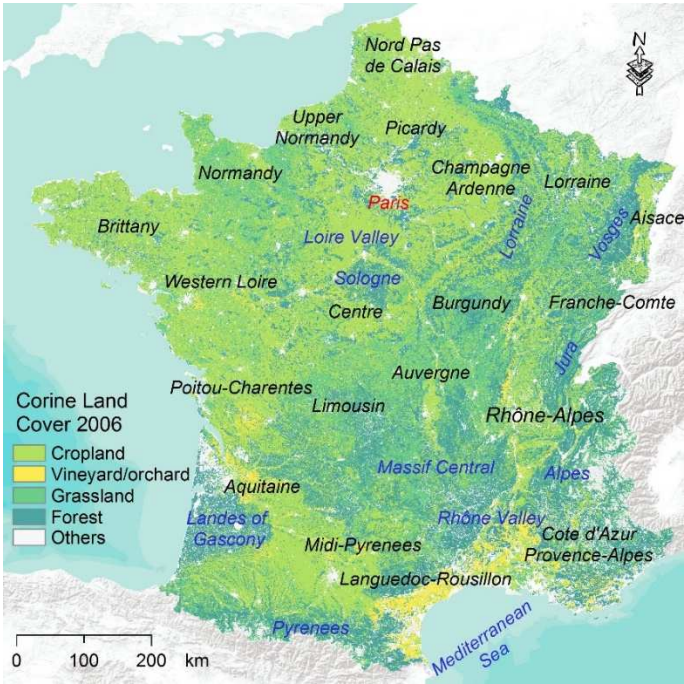 N
Nord Pas
de Calais
Upper
Normandy
Picardy
Normandy
Champagne
Ardenne
Lorraine
Paris
Lorraine
Vosges
Aisace
Brittany
Loire Valley
Western Loire
Sologne
Centre
Burgundy
Franche-Comte
Jura
Auvergne
Poitou-Charentes
Limousin
Rhône-Alpes
Corine Land
Cover 2006
Cropland
Vineyard/orchard
Grassland
Forest
Others
Massif Central
Alpes
Aquitaine
Landes of
Gascony
Rhône Valley
Midi-Pyrenees
Cote d'Azur
Provence-Alpes
Languedoc-Rousillon
Pyrenees
Mediterranean
Sea
0 100 200 km